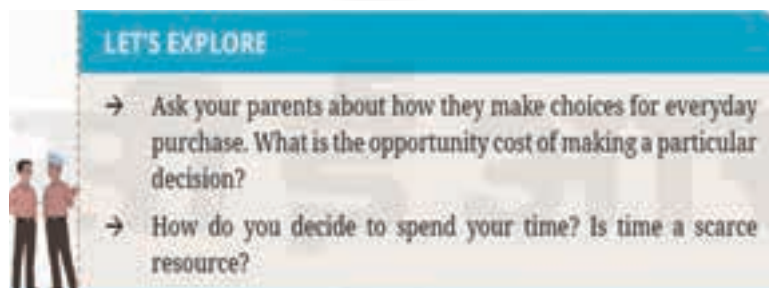 LET'S EXPLORE
→ Ask your parents about how they make choices for everyday
purchase. What is the opportunity cost of making a particular
decision?
→ How do you decide to spend your time? Is time a scarce
resource?